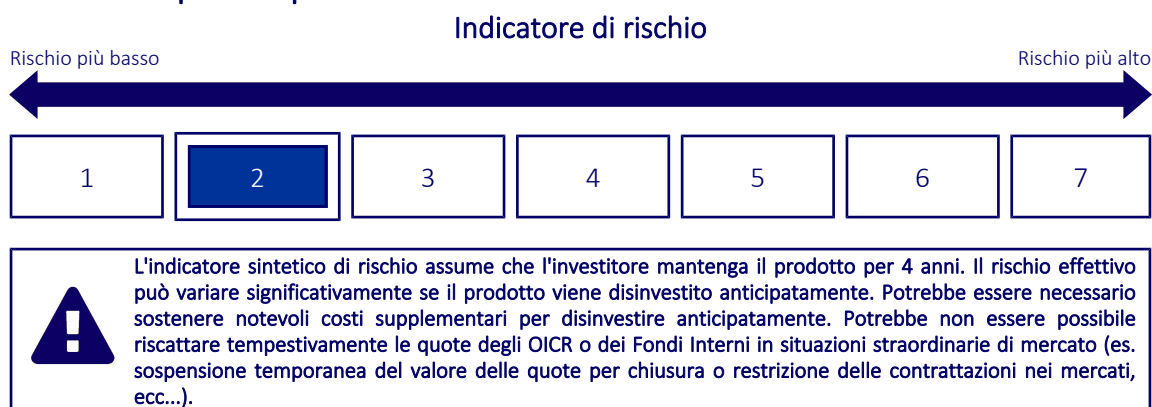 Indicatore di rischio
Rischio più basso
Rischio più alto
1 2 3 4 5 6 7
L'indicatore sintetico di rischio assume che l'investitore mantenga il prodotto per 4 anni. Il rischio effettivo
può variare significativamente se il prodotto viene disinvestito anticipatamente. Potrebbe essere necessario
sostenere notevoli costi supplementari per disinvestire anticipatamente. Potrebbe non essere possibile
riscattare tempestivamente le quote degli OICR o dei Fondi Interni in situazioni straordinarie di mercato (es.
sospensione temporanea del valore delle quote per chiusura o restrizione delle contrattazioni nei mercati,
ecc...).